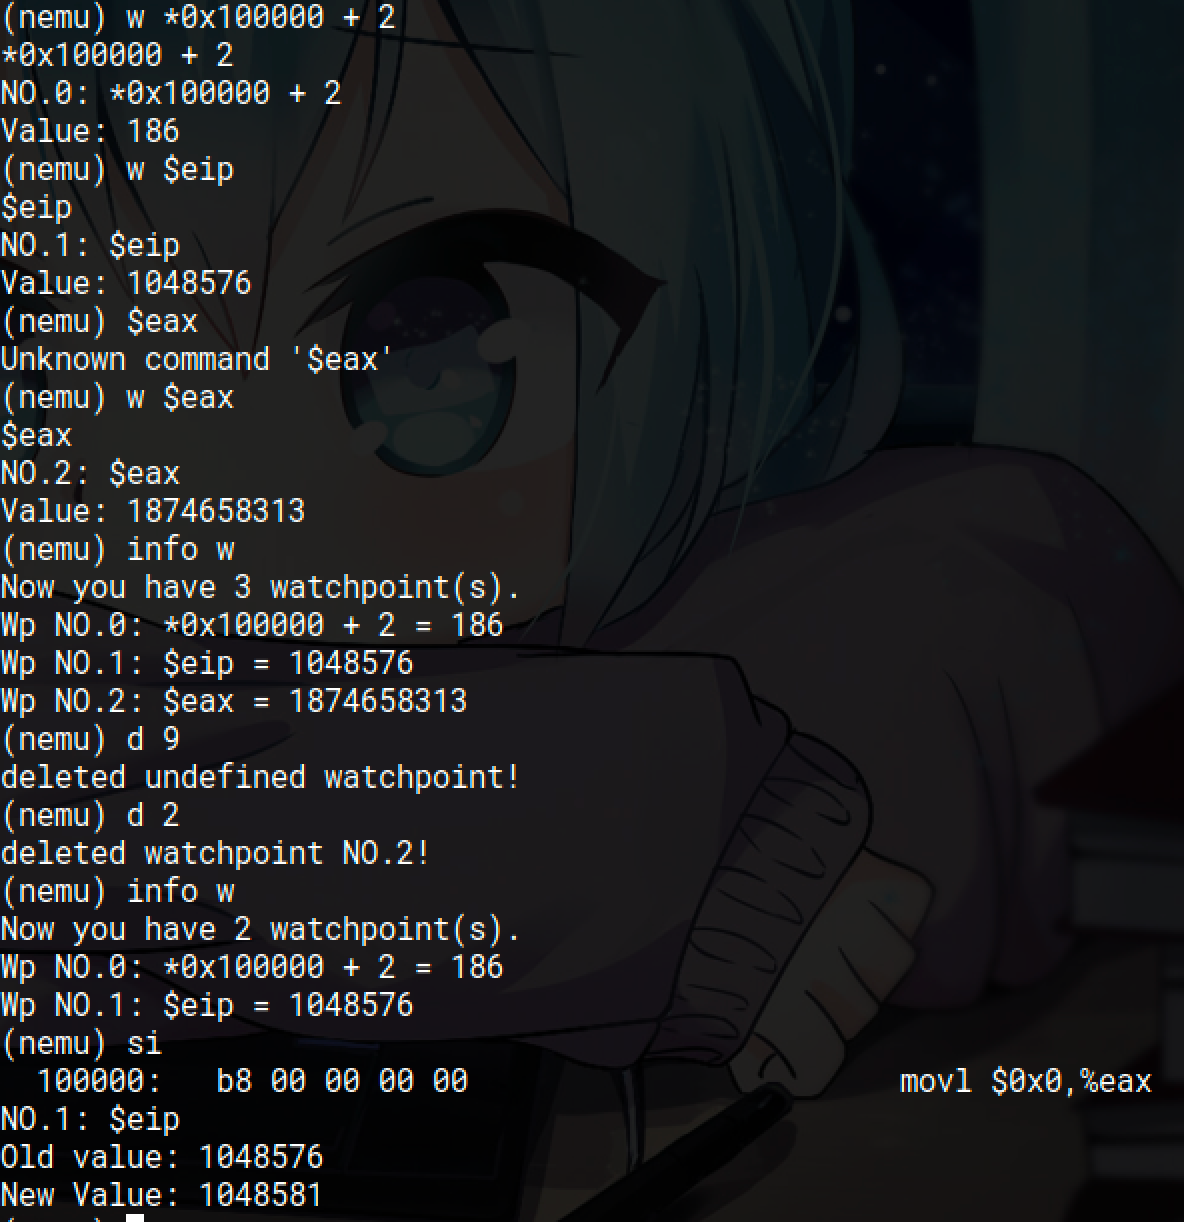 (nemu) w *0x100000 + 2
*0x100000 + 2
NO.0: *0x100000 + 2
Value: 186
(nemu) w $eip
$eip
NO.1: $eip
Value: 1048576
(nemu) $eax
Unknown command '$eax'
(nemu) w $eax
$eax
NO.2: $eax
Value: 1874658313
(nemu) info w
Now you have 3 watchpoint(s).
Wp NO.0: *0x100000 + 2 = 186
Wp NO.1: $eip = 1048576
Wp NO.2: $eax = 1874658313
(nemu) d 9
deleted undefined watchpoint!
(nemu) d 2
deleted watchpoint NO.2!
(nemu) info w
Now you have 2 watchpoint(s).
Wp NO.0: *0x100000 + 2 = 186
Wp NO.1: $eip = 1048576
(nemu) si
  100000:   b8 00 00 00 00                        movl $0x0,%eax
NO.1: $eip
Old value: 1048576
New Value: 1048581